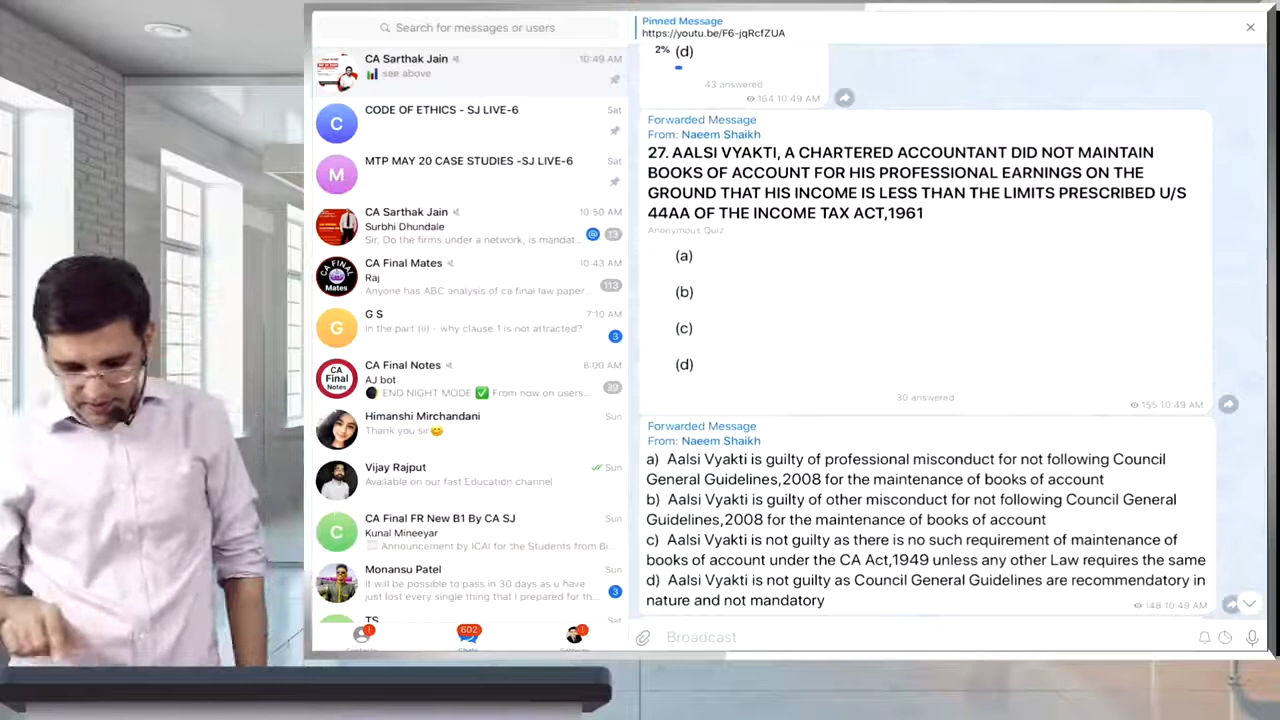 Search for messages or users
CA Sarthak Jain 10:49 AM
see above
C
CODE OF ETHICS - SJ LIVE-6 Sat
M
MTP MAY 20 CASE STUDIES -SJ LIVE-6 Sat
CA Sarthak Jain 10:50 AM
Surbhi Dhundale
Sir, Do the firms under a network, is mandat... @ 13
CA FINAL
Mates
CA Final Mates 10:43 AM
Raj
Anyone has ABC analysis of ca final law paper... 113
G
G S 7:10 AM
In the part (ii) - why clause 1 is not attracted? 3
CA
Final
Notes
CA Final Notes 6:00 AM
AJ bot
END NIGHT MODE ✅ From now on users... 39
Himanshi Mirchandani Sun
Thank you sir😊
Vijay Rajput Sun
Available on our fast Education channel
C
CA Final FR New B1 By CA SJ Sun
Kunal Mineeyar
Announcement by ICAI for the Students from Bi...
Monansu Patel Sun
It will be possible to pass in 30 days as u have
just lost every single thing that I prepared for th... 3
TS
1 602 1
Chats
Pinned Message
https://youtu.be/F6-jqRcfZUA
2% (d)
43 answered
164 10:49 AM
Forwarded Message
From: Naeem Shaikh
27. AALSI VYAKTI, A CHARTERED ACCOUNTANT DID NOT MAINTAIN
BOOKS OF ACCOUNT FOR HIS PROFESSIONAL EARNINGS ON THE
GROUND THAT HIS INCOME IS LESS THAN THE LIMITS PRESCRIBED U/S
44AA OF THE INCOME TAX ACT,1961
Anonymous Quiz
(a)
(b)
(c)
(d)
30 answered
155 10:49 AM
Forwarded Message
From: Naeem Shaikh
a) Aalsi Vyakti is guilty of professional misconduct for not following Council
General Guidelines,2008 for the maintenance of books of account
b) Aalsi Vyakti is guilty of other misconduct for not following Council General
Guidelines,2008 for the maintenance of books of account
c) Aalsi Vyakti is not guilty as there is no such requirement of maintenance of
books of account under the CA Act,1949 unless any other Law requires the same
d) Aalsi Vyakti is not guilty as Council General Guidelines are recommendatory in
nature and not mandatory
148 10:49 AM
Broadcast